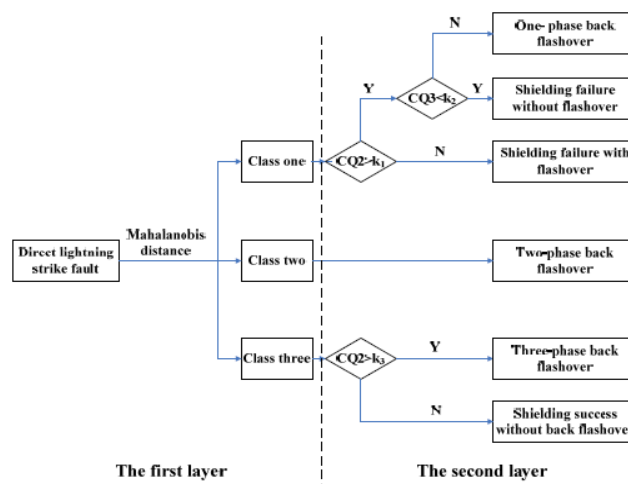 One- phase back
flashover
N
Y
CQ3<k2
Y
Shielding failure
without flashover
Class one
CQ2>k1
N
Shielding failure with
flashover
Mahalanobis
distance
Direct lightning
strike fault
Class two
Two-phase back
flashover
Class three
CQ2>k3
Y
Three-phase back
flashover
N
Shielding success
without back flashove
The first layer
The second layer